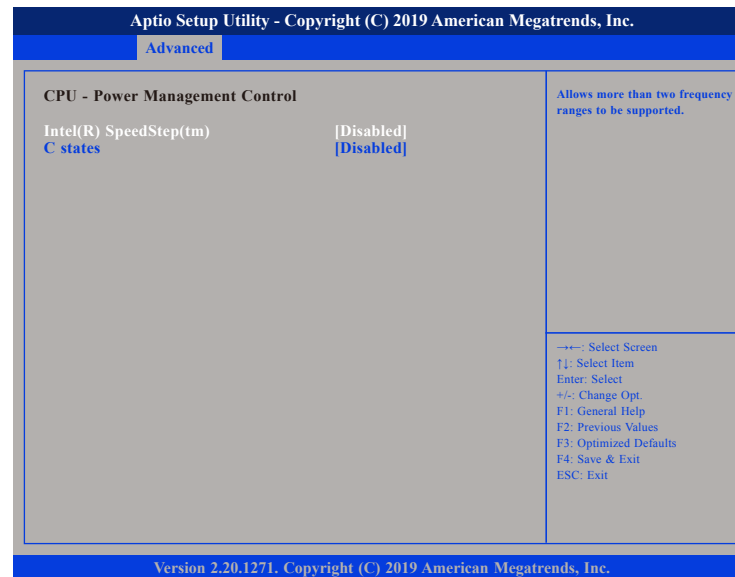 Aptio Setup Utility - Copyright (C) 2019 American Megatrends, Inc.
Advanced
CPU - Power Management Control
Intel(R) SpeedStep(tm) [Disabled]
C states [Disabled]
Allows more than two frequency
ranges to be supported.
→←: Select Screen
↑↓: Select Item
Enter: Select
+/-: Change Opt.
F1: General Help
F2: Previous Values
F3: Optimized Defaults
F4: Save & Exit
ESC: Exit
Version 2.20.1271. Copyright (C) 2019 American Megatrends, Inc.